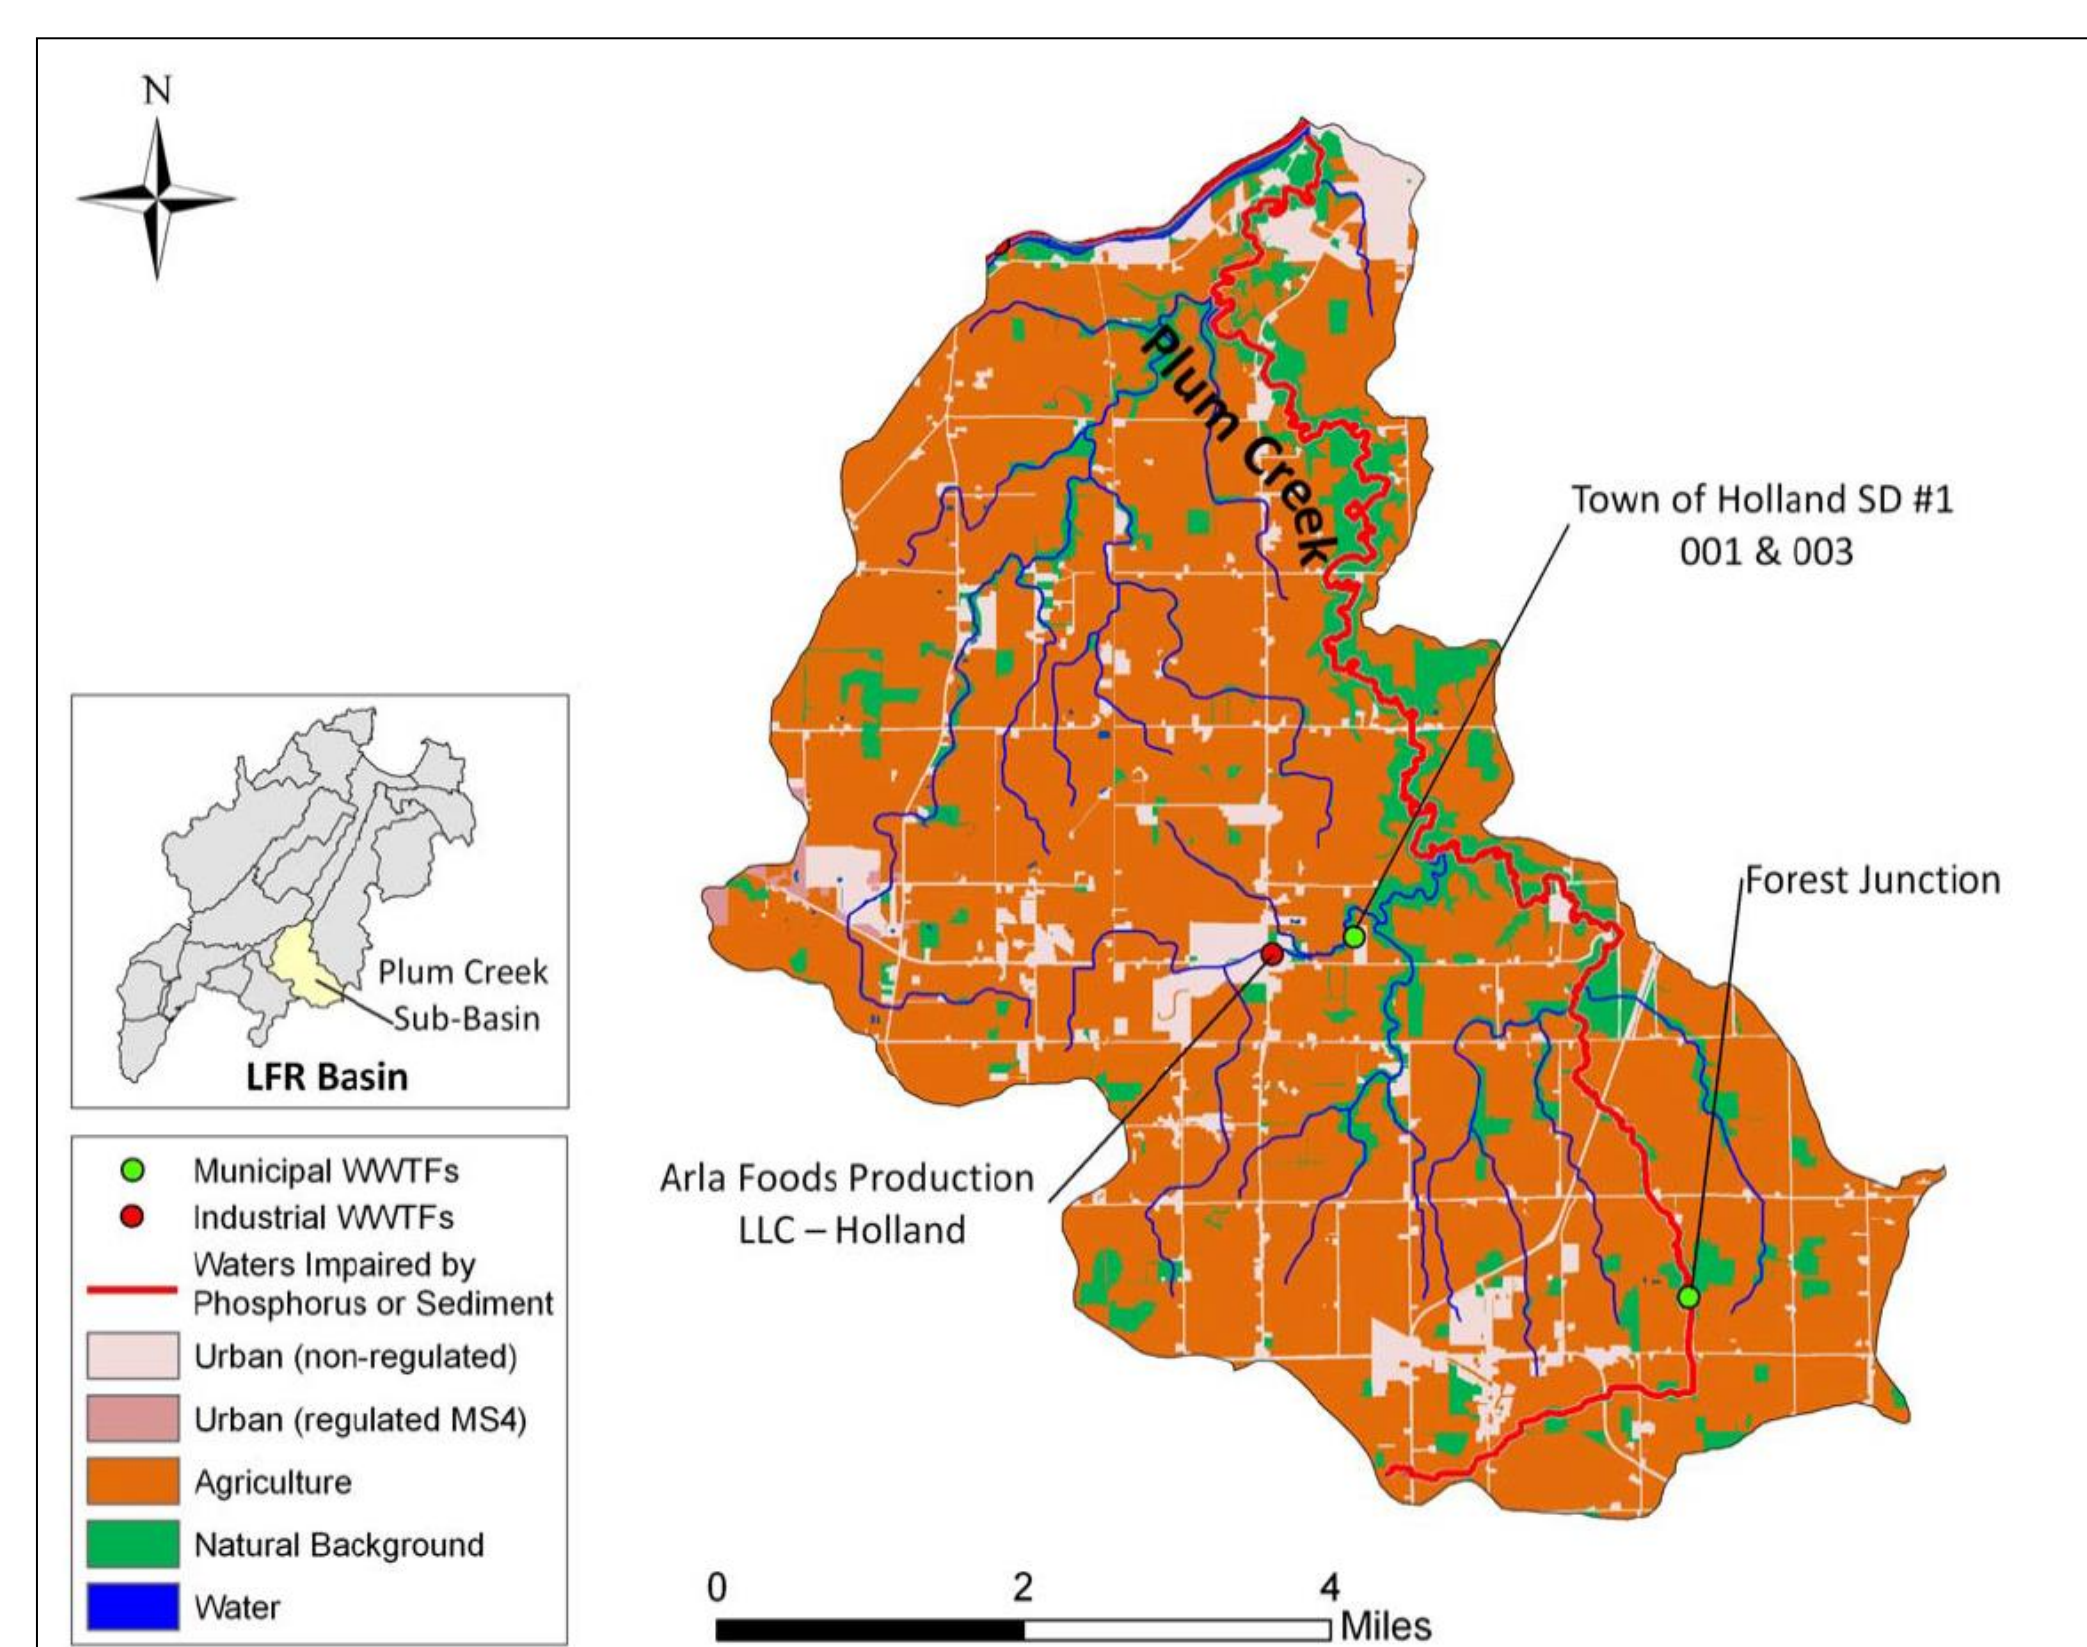 N
Plum Creek
Town of Holland SD #1
001 & 003
Forest Junction
Arla Foods Production
LLC – Holland
Plum Creek
Sub-Basin
LFR Basin
Municipal WWTFs
Industrial WWTFs
Waters Impaired by
Phosphorus or Sediment
Urban (non-regulated)
Urban (regulated MS4)
Agriculture
Natural Background
Water
0 2 4
Miles